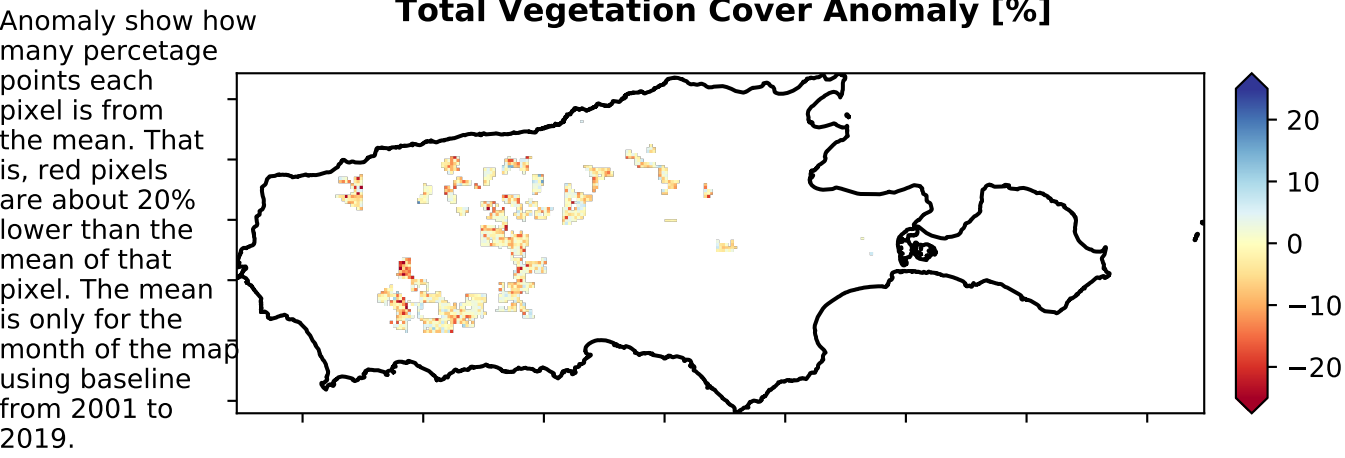 Total Vegetation Cover Anomaly [%]
Anomaly show how
many percetage
points each
pixel is from
the mean. That
is, red pixels
are about 20%
lower than the
mean of that
pixel. The mean
is only for the
month of the map
using baseline
from 2001 to
2019.
20
10
0
−10
−20